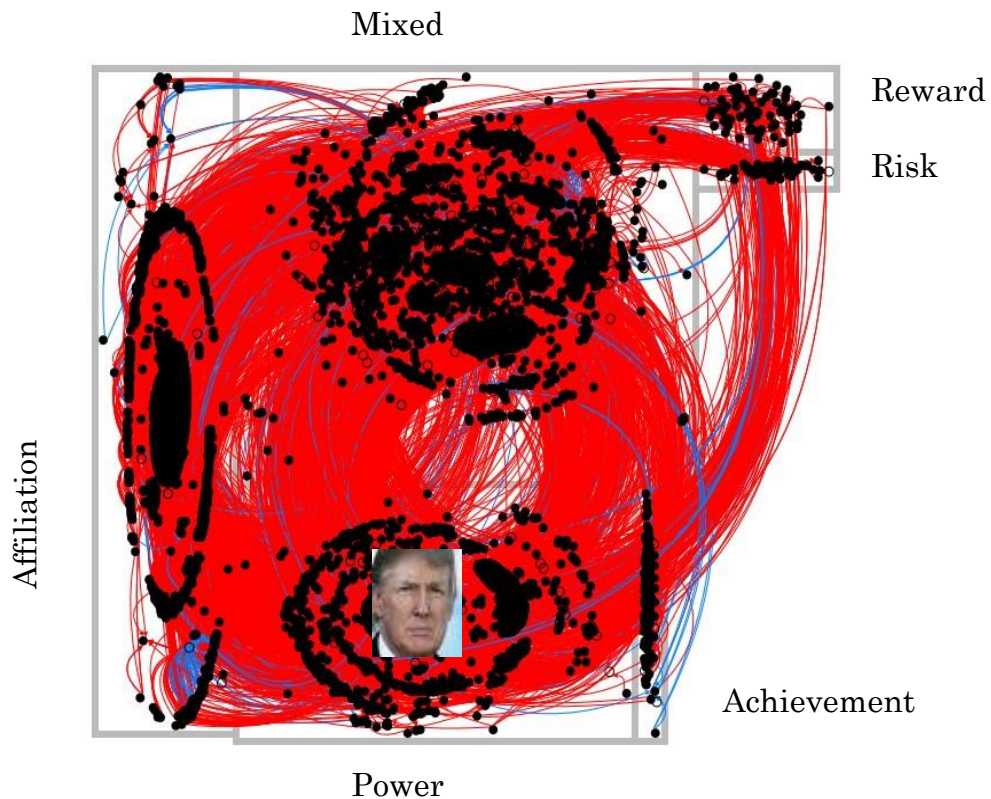 Mixed
Reward
Risk
Affiliation
Achievement
Power